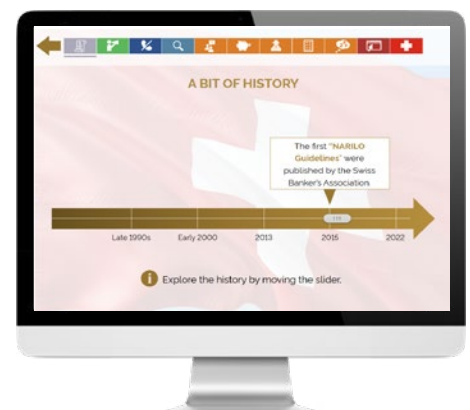 A BIT OF HISTORY
The first "NARILO
Guidelines" were
published by the Swiss
Banker's Association
Late 1990s Early 2000 2013 2015 2022
i Explore the history by moving the slider.